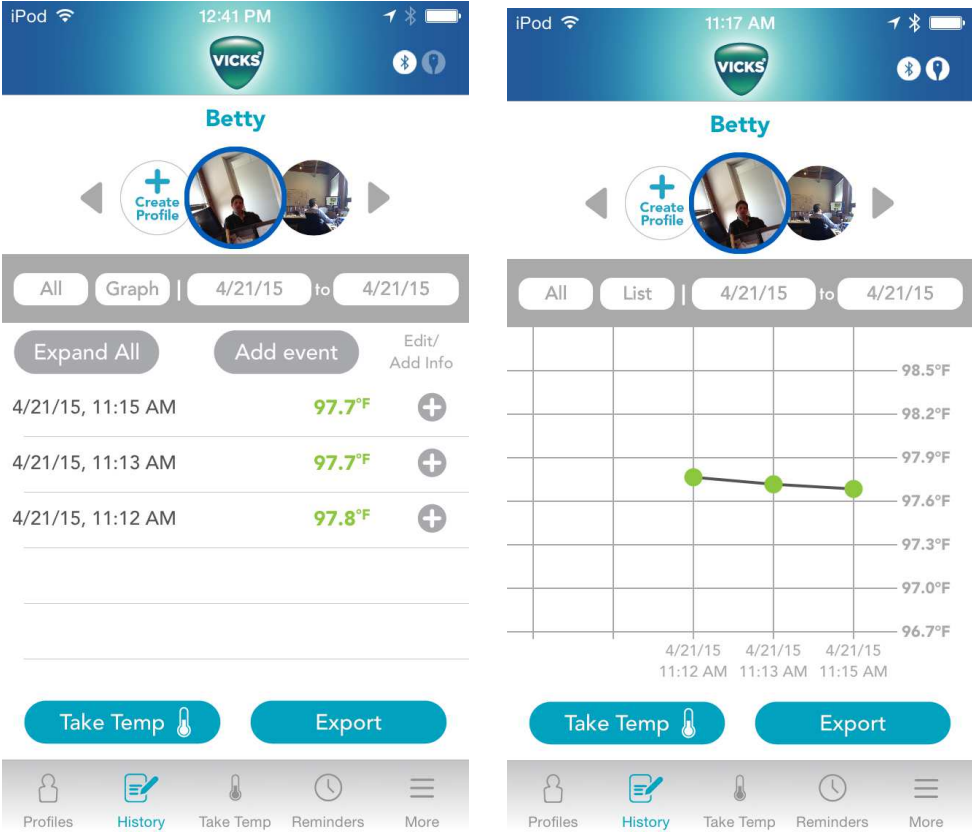 iPod 12:41 PM
VICKS
Betty
Create
Profile
All Graph | 4/21/15 to 4/21/15
Expand All Add event Edit/
Add Info
4/21/15, 11:15 AM 97.7°F
4/21/15, 11:13 AM 97.7°F
4/21/15, 11:12 AM 97.8°F
Take Temp Export
Profiles History Take Temp Reminders More
iPod 11:17 AM
VICKS
Betty
Create
Profile
All List | 4/21/15 to 4/21/15
98.5°F
98.2°F
97.9°F
97.6°F
97.3°F
97.0°F
96.7°F
4/21/15 4/21/15 4/21/15
11:12 AM 11:13 AM 11:15 AM
Take Temp Export
Profiles History Take Temp Reminders More